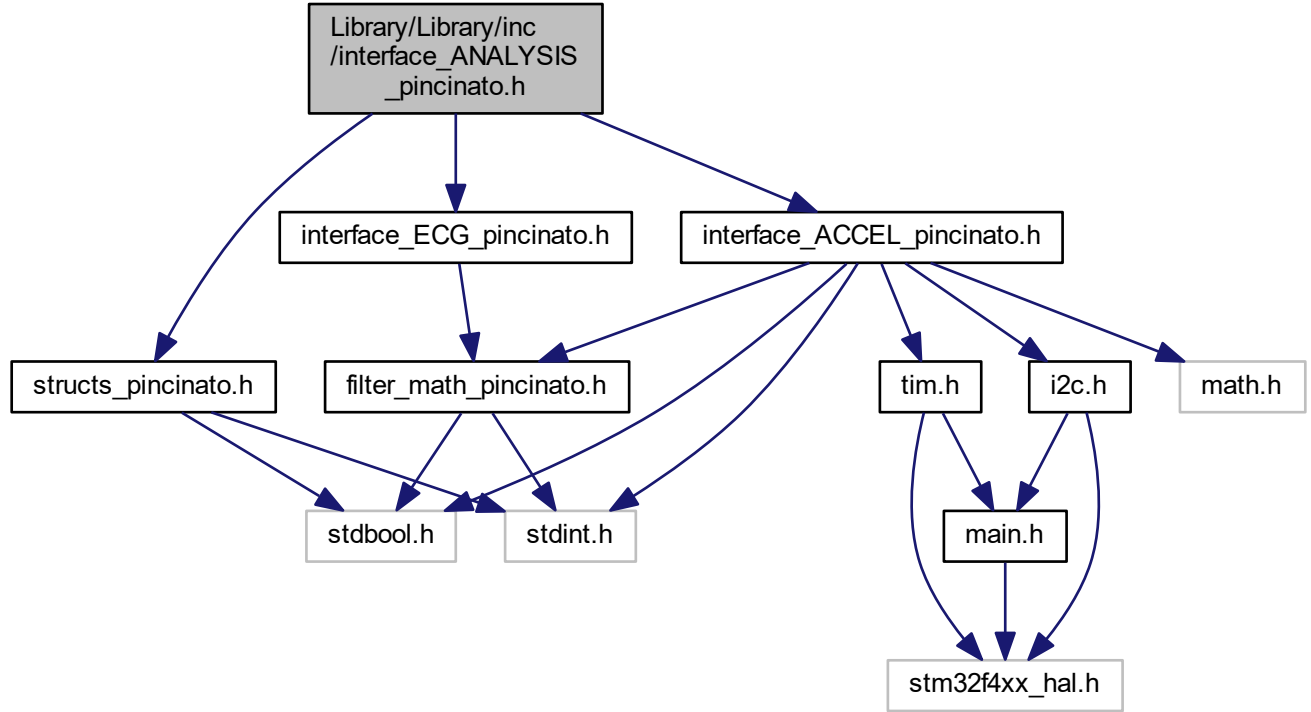 Library/Library/inc
/interface_ANALYSIS
_pincinato.h
interface_ECG_pincinato.h
interface_ACCEL_pincinato.h
structs_pincinato.h
filter_math_pincinato.h
tim.h
i2c.h
math.h
stdbool.h
stdint.h
main.h
stm32f4xx_hal.h